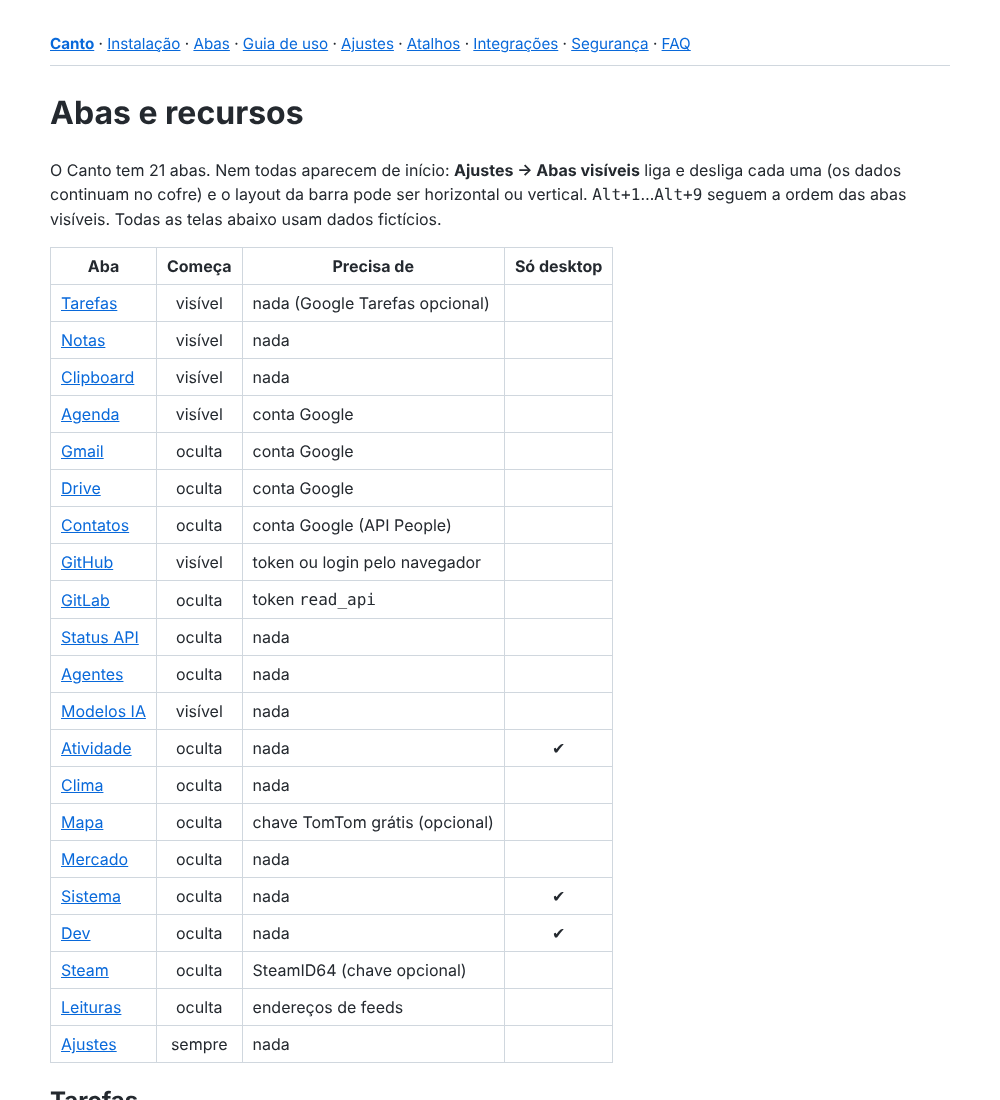 Canto · Instalação · Abas · Guia de uso · Ajustes · Atalhos · Integrações · Segurança · FAQ
Abas e recursos
O Canto tem 21 abas. Nem todas aparecem de início: Ajustes → Abas visíveis liga e desliga cada uma (os dados
continuam no cofre) e o layout da barra pode ser horizontal ou vertical. Alt+1…Alt+9 seguem a ordem das abas
visíveis. Todas as telas abaixo usam dados fictícios.
Aba Começa Precisa de Só desktop
Tarefas visível nada (Google Tarefas opcional)
Notas visível nada
Clipboard visível nada
Agenda visível conta Google
Gmail oculta conta Google
Drive oculta conta Google
Contatos oculta conta Google (API People)
GitHub visível token ou login pelo navegador
GitLab oculta token read_api
Status API oculta nada
Agentes oculta nada
Modelos IA visível nada
Atividade oculta nada ✔
Clima oculta nada
Mapa oculta chave TomTom grátis (opcional)
Mercado oculta nada
Sistema oculta nada ✔
Dev oculta nada ✔
Steam oculta SteamID64 (chave opcional)
Leituras oculta endereços de feeds
Ajustes sempre nada
Tarefas